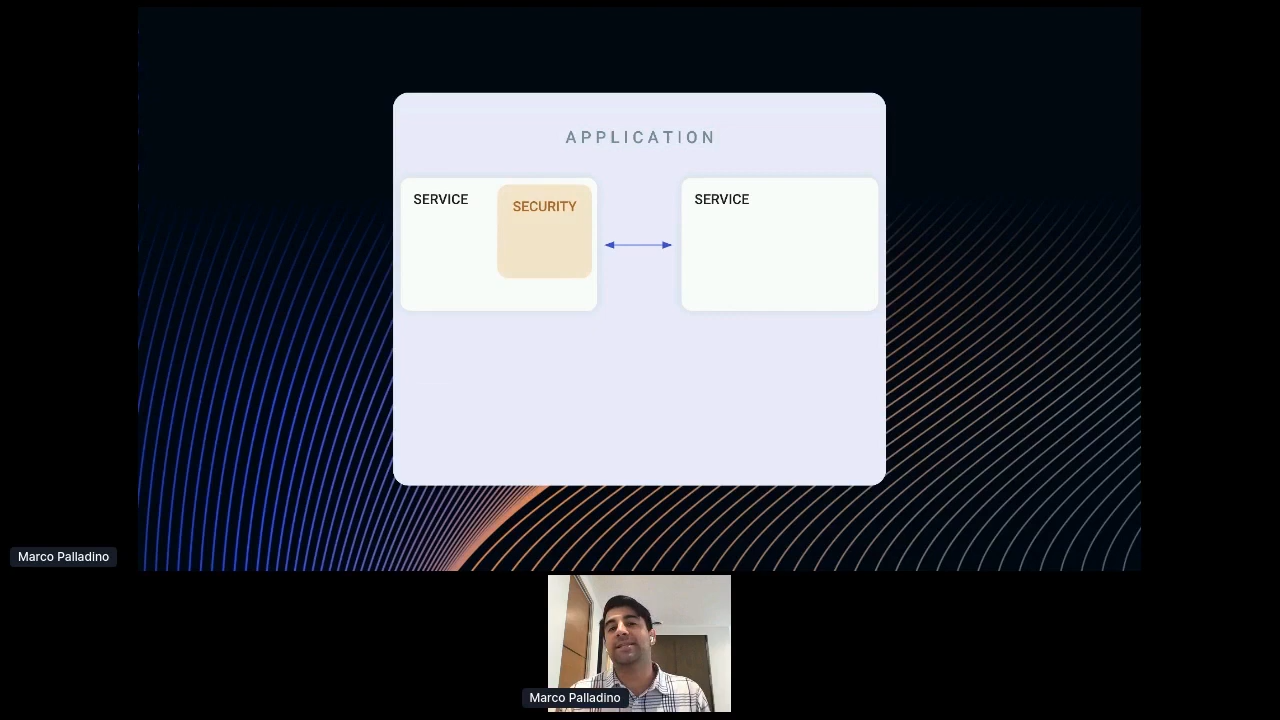 APPLICATION
SERVICE
SECURITY
SERVICE
Marco Palladino
Marco Palladino